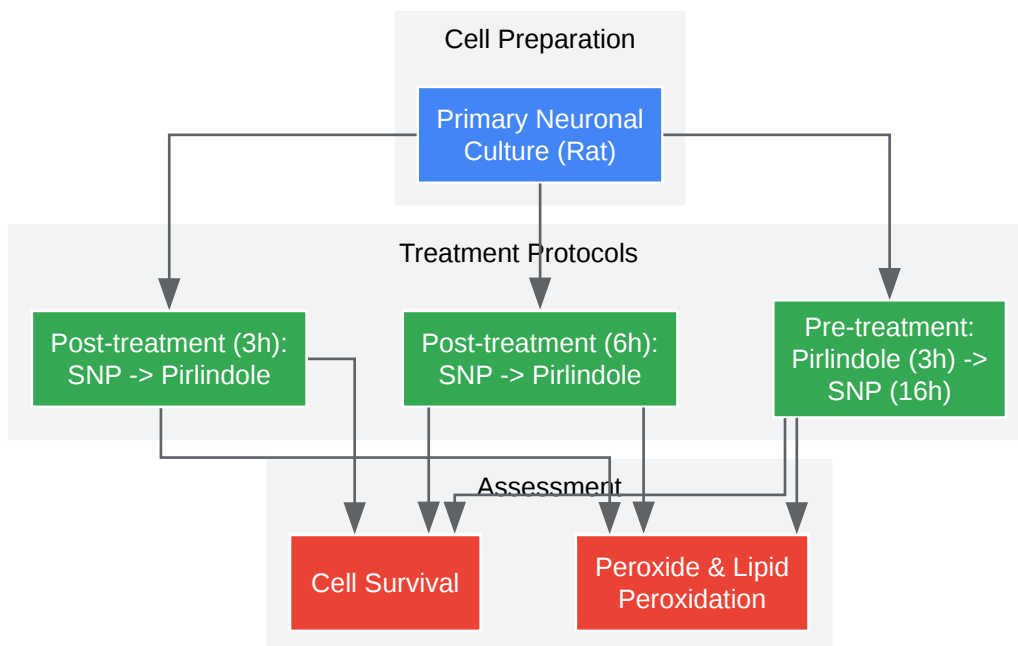 Cell Preparation
Primary Neuronal
Culture (Rat)
Treatment Protocols
Post-treatment (3h):
SNP -> Pirlindole
Post-treatment (6h):
SNP -> Pirlindole
Pre-treatment:
Pirlindole (3h) ->
SNP (16h)
Assessment
Cell Survival
Peroxide & Lipid
Peroxidation